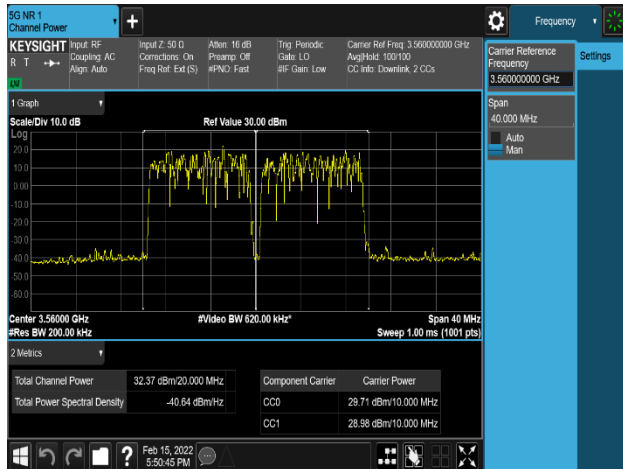 5G NR 1
Channel Power
Frequency
KEYSIGHT
R T
Input: RF
Coupling: AC
Align: Auto
Input Z: 50 Ω
Corrections: On
Freq Ref: Ext (S)
Atten: 16 dB
Preamp: Off
#PNO: Fast
Trig: Periodic
Gate: LO
#IF Gain: Low
Carrier Ref Freq: 3.560000000 GHz
Avg|Hold: 100/100
CC Info: Downlink, 2 CCs
Carrier Reference
Frequency
3.560000000 GHz
Settings
Span
40.000 MHz
Auto
Man
1 Graph
Scale/Div 10.0 dB
Ref Value 30.00 dBm
Log
20.0
10.0
0.00
-10.0
-20.0
-30.0
-40.0
-50.0
-60.0
Center 3.56000 GHz
#Video BW 620.00 kHz*
Span 40 MHz
#Res BW 200.00 kHz
Sweep 1.00 ms (1001 pts)
2 Metrics
Total Channel Power 32.37 dBm/20.000 MHz
Total Power Spectral Density -40.64 dBm/Hz
Component Carrier Carrier Power
CC0 29.71 dBm/10.000 MHz
CC1 28.98 dBm/10.000 MHz
Feb 15, 2022
5:50:45 PM